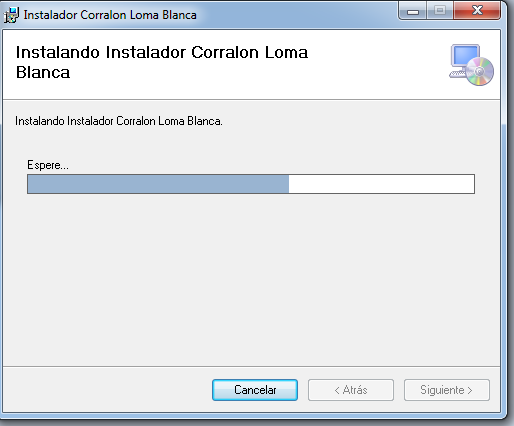 Instalador Corralon Loma Blanca
Instalando Instalador Corralon Loma
Blanca
Instalando Instalador Corralon Loma Blanca.
Espere...
Cancelar
< Atrás
Siguiente >